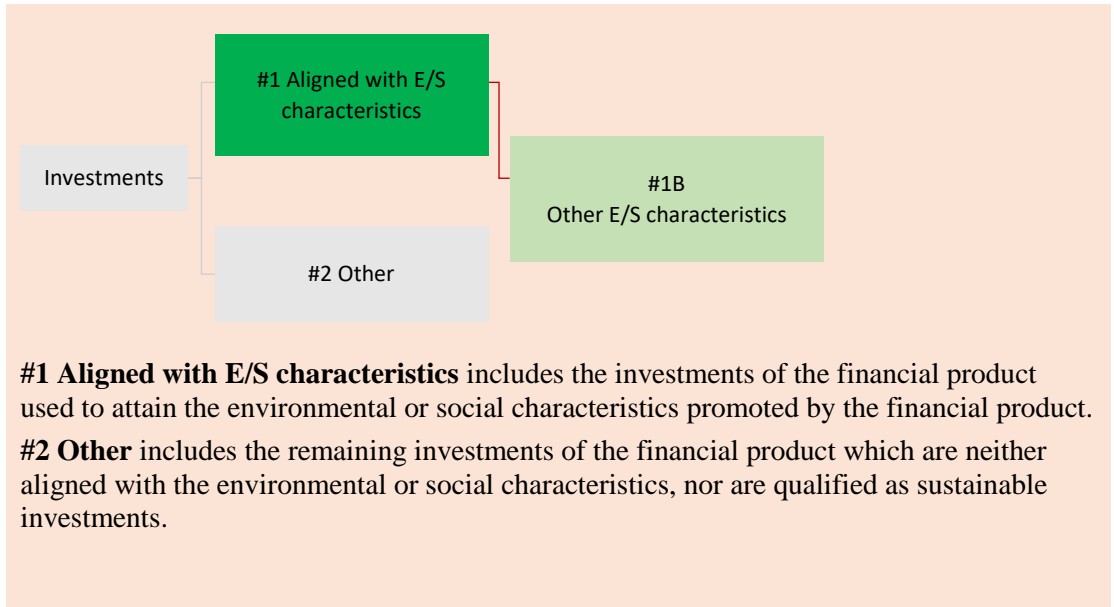 #1 Aligned with E/S
characteristics
Investments
#1B
Other E/S characteristics
#2 Other
#1 Aligned with E/S characteristics includes the investments of the financial product
used to attain the environmental or social characteristics promoted by the financial product.
#2 Other includes the remaining investments of the financial product which are neither
aligned with the environmental or social characteristics, nor are qualified as sustainable
investments.